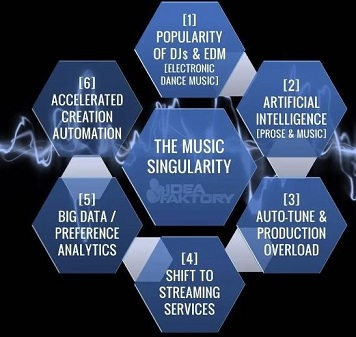 [1]
POPULARITY
OF DJs & EDM
[ELECTRONIC
DANCE MUSIC]
[2]
ARTIFICIAL
INTELLIGENCE
[PROSE & MUSIC]
[3]
AUTO-TUNE &
PRODUCTION
OVERLOAD
[4]
SHIFT TO
STREAMING
SERVICES
[5]
BIG DATA /
PREFERENCE
ANALYTICS
[6]
ACCELERATED
CREATION
AUTOMATION
THE MUSIC
SINGULARITY
IDEA
FAKTORY